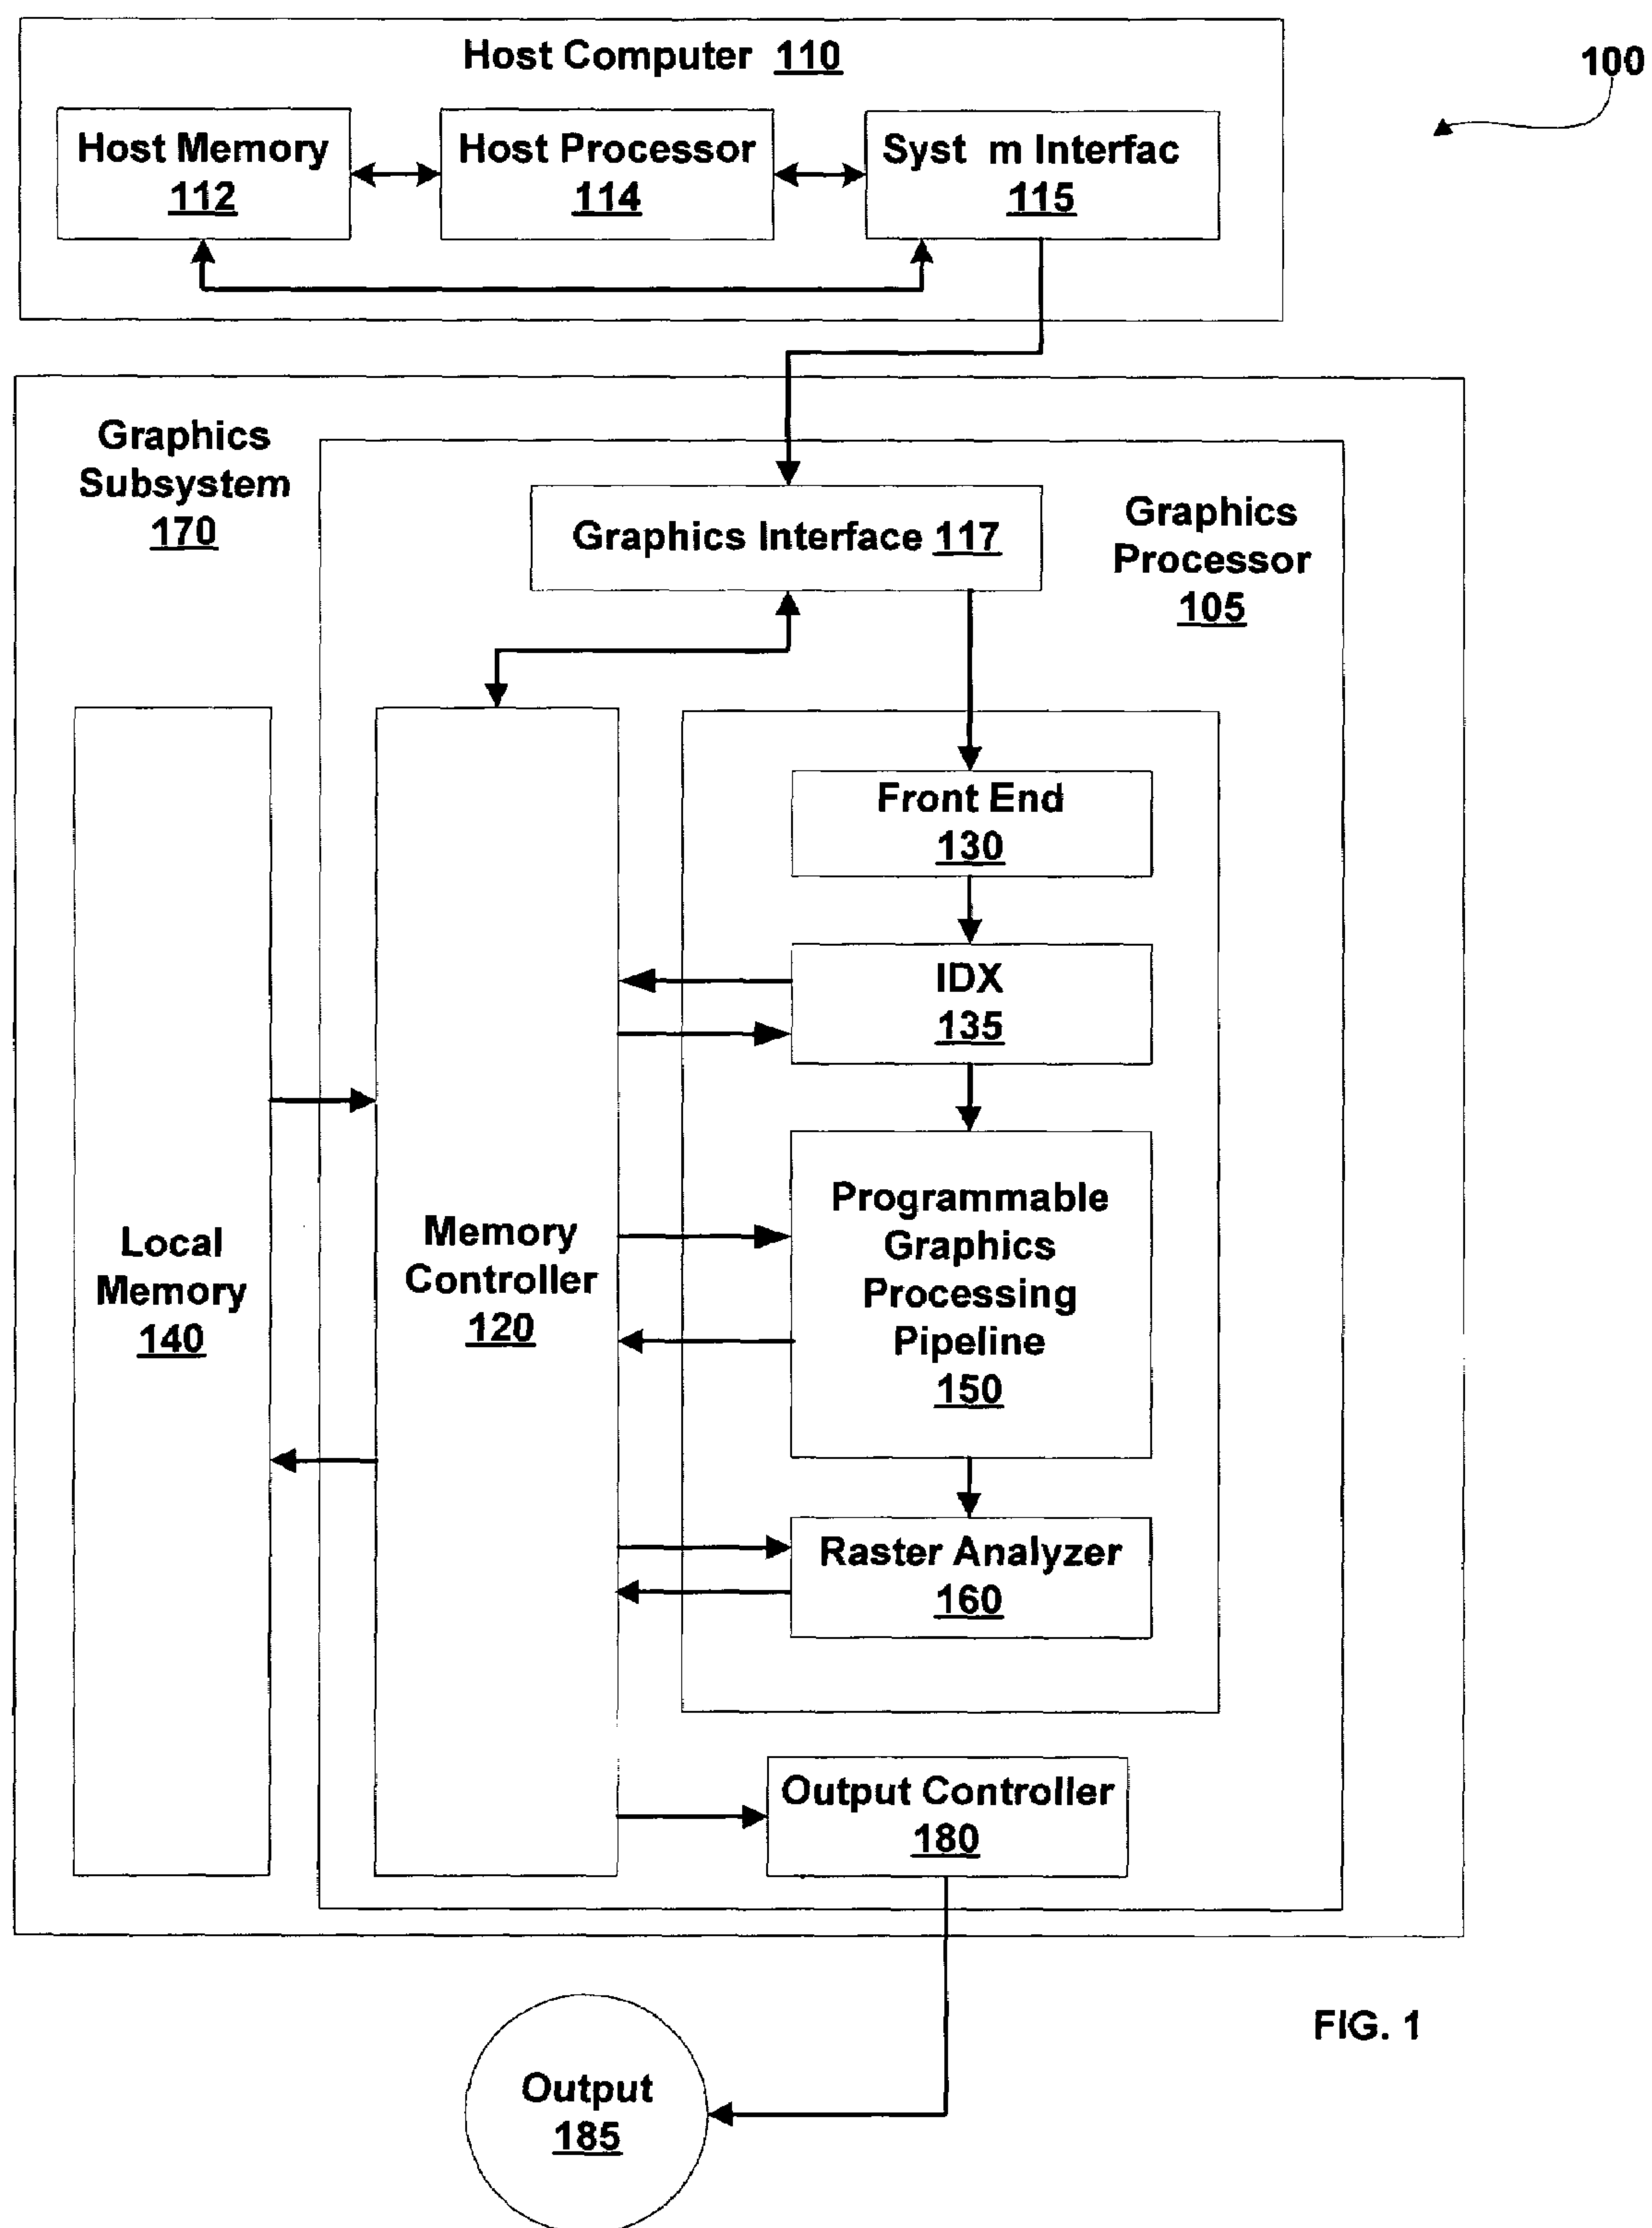 Host Computer 110
100
Host Memory
112
Host Processor
114
Syst m Interfac
115
Graphics
Subsystem
170
Graphics Interface 117
Graphics
Processor
105
Front End
130
IDX
135
Local
Memory
140
Memory
Controller
120
Programmable
Graphics
Processing
Pipeline
150
Raster Analyzer
160
Output Controller
180
FIG. 1
Output
185